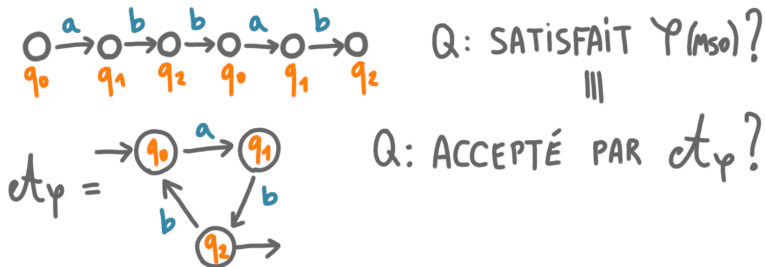 a b b a b
q0 q1 q2 q0 q1 q2
Q: SATISFAIT φ(MSO)?
≡
Q: ACCEPTÉ PAR Aφ?
Aφ =
q0 a q1
b b
q2